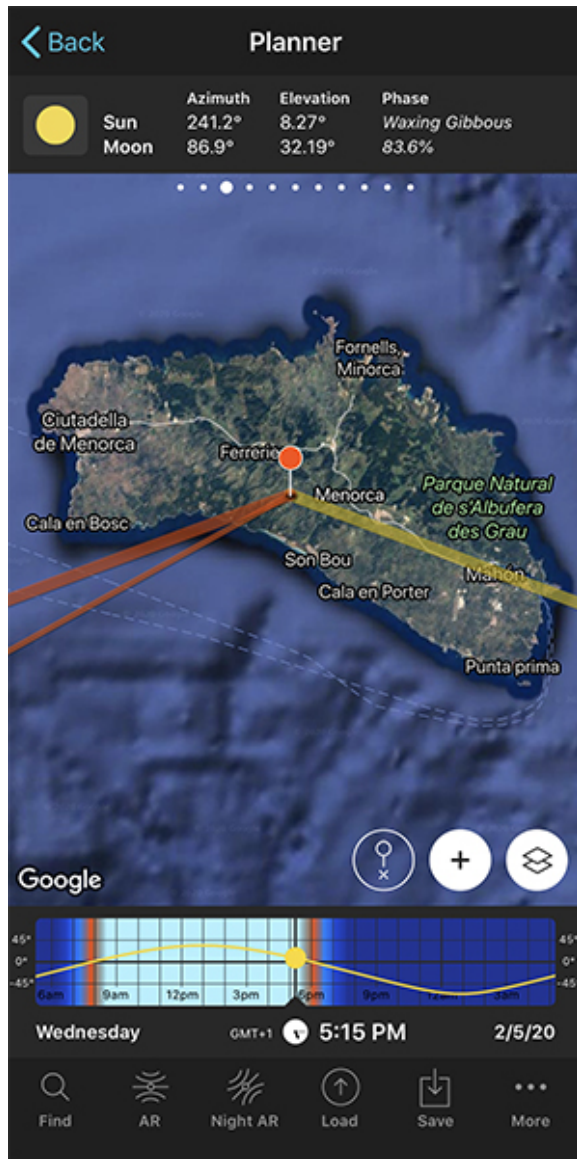 Back
Planner
Azimuth Elevation Phase
Sun 241.2° 8.27° Waxing Gibbous
Moon 86.9° 32.19° 83.6%
Fornells,
Minorca
Ciutadella
de Menorca
Ferrerie
Menorca
Parque Natural
de s'Albufera
des Grau
Cala en Bosc
Son Bou
Mahón
Cala en Porter
Punta prima
Google
45° 45°
0° 0°
-45° -45°
6am 9am 12pm 3pm 6pm 9pm 12am 3am
Wednesday GMT+1 5:15 PM 2/5/20
Find AR Night AR Load Save More